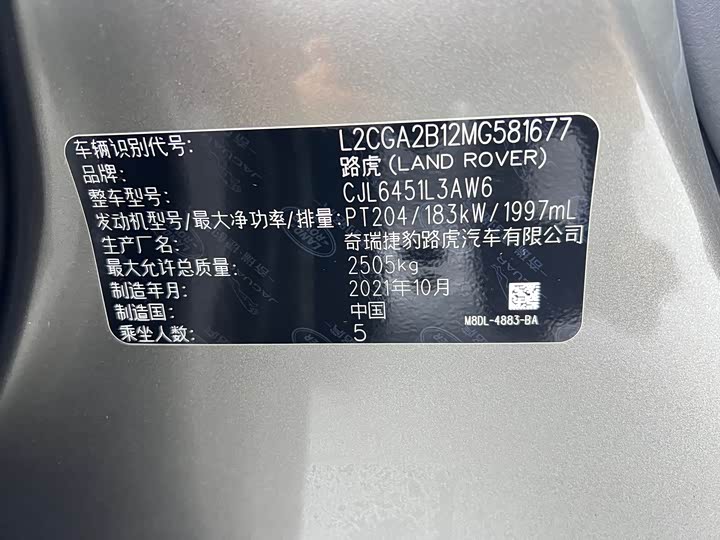 车辆识别代号: L2CGA2B12MG581677
品牌: 路虎(LAND ROVER)
整车型号: CJL6451L3AW6
发动机型号/最大净功率/排量: PT204/183kW/1997mL
生产厂名: 奇瑞捷豹路虎汽车有限公司
最大允许总质量: 2505kg
制造年月: 2021年10月
制造国: 中国
乘坐人数: 5
M8DL-4883-BA